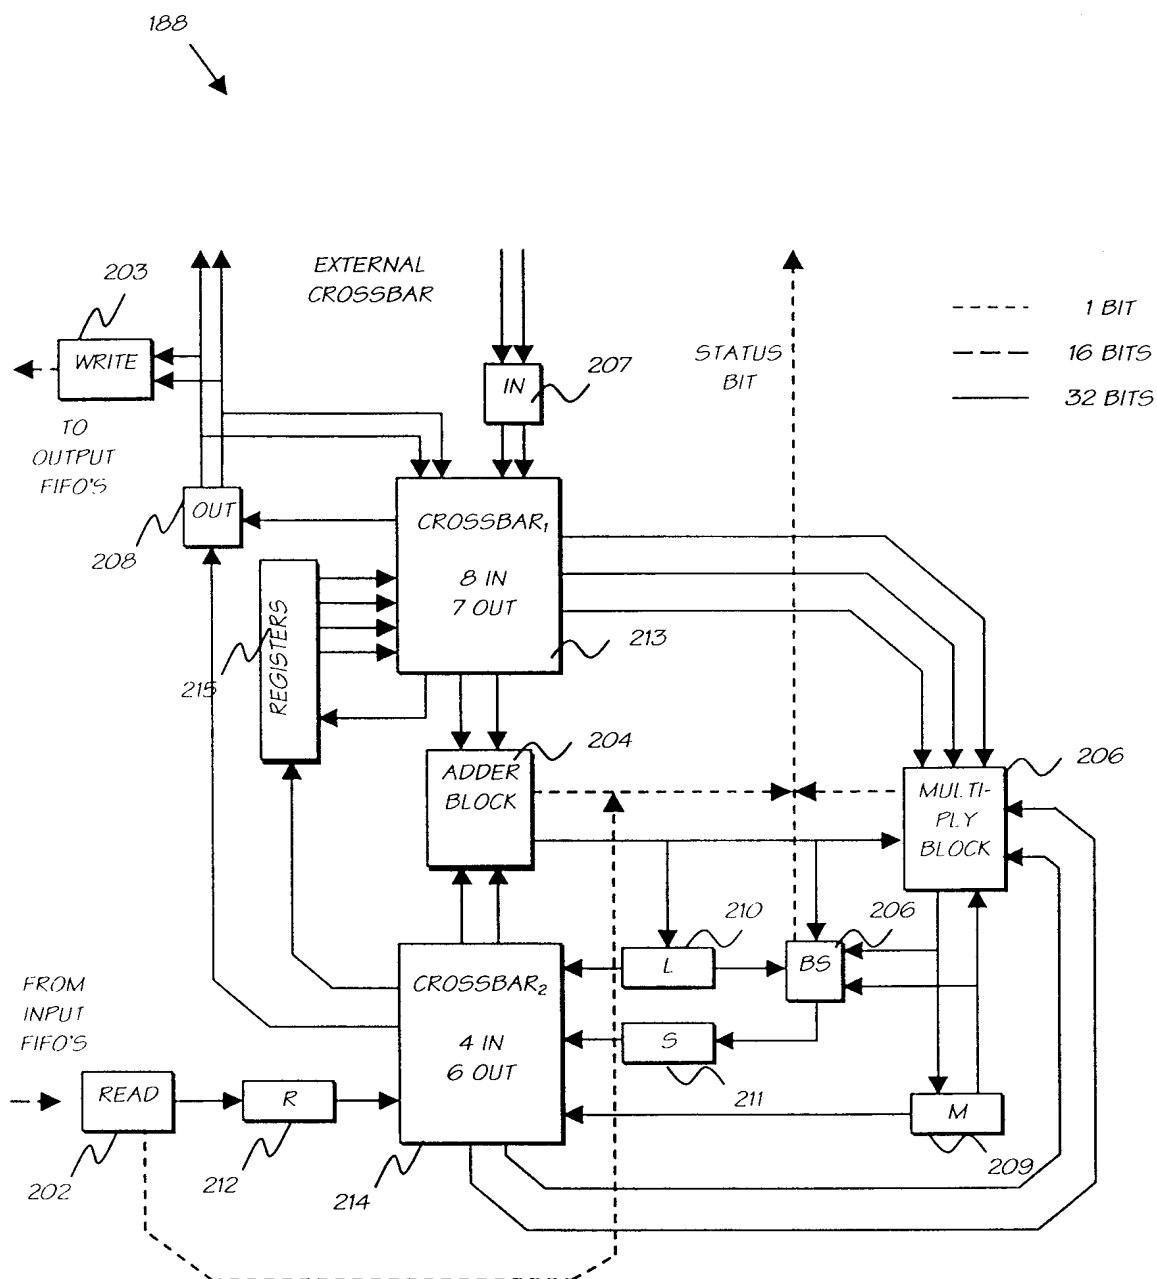 188
203
EXTERNAL
CROSSBAR
1 BIT
WRITE
IN
207
STATUS
BIT
16 BITS
32 BITS
TO
OUTPUT
FIFO'S
OUT
208
CROSSBAR1
8 IN
7 OUT
213
REGISTERS
215
204
206
ADDER
BLOCK
MULTI-
PLY
BLOCK
210
206
L
BS
FROM
INPUT
FIFO'S
CROSSBAR2
4 IN
6 OUT
S
211
READ
R
M
209
202
212
214